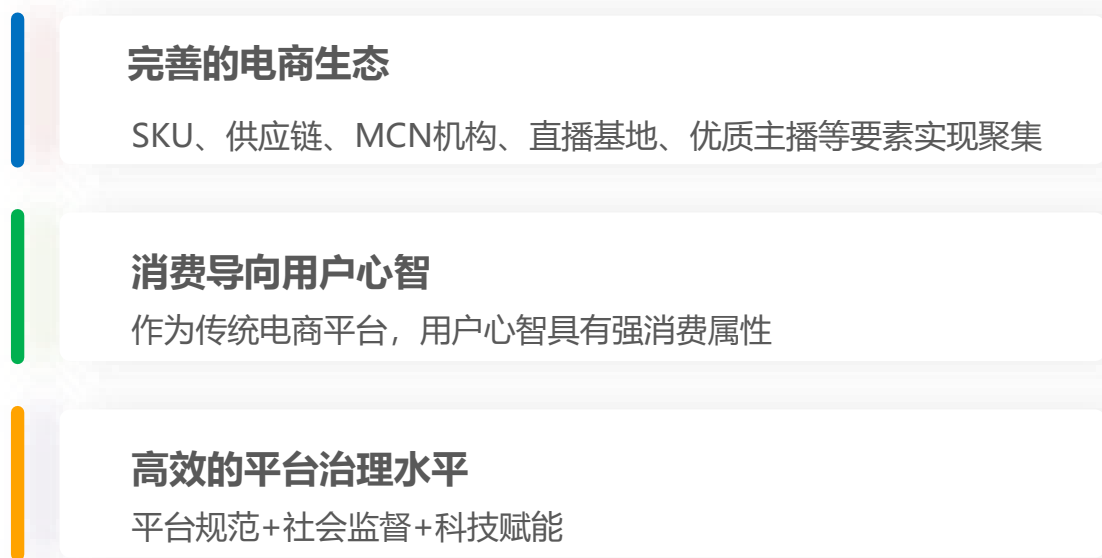 完善的电商生态
SKU、供应链、MCN机构、直播基地、优质主播等要素实现聚集
消费导向用户心智
作为传统电商平台，用户心智具有强消费属性
高效的平台治理水平
平台规范+社会监督+科技赋能